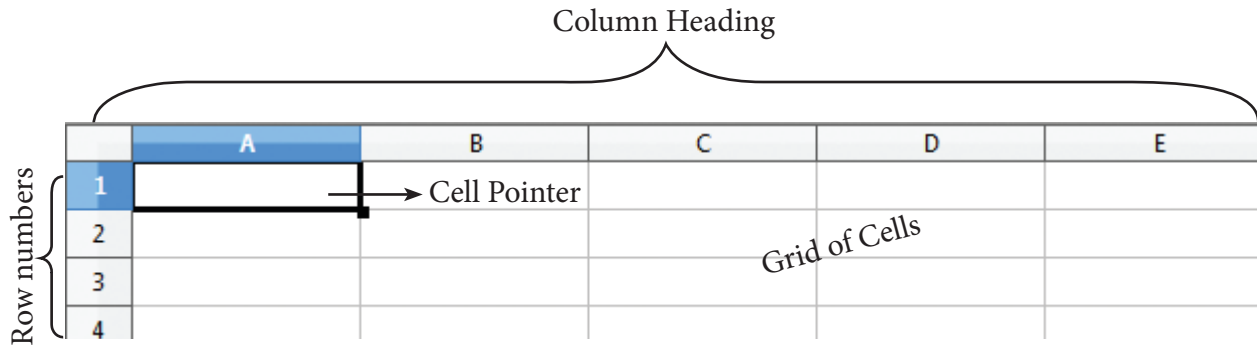 Column Heading
A B C D E
1 Cell Pointer
2 Grid of Cells
3
4
Row numbers